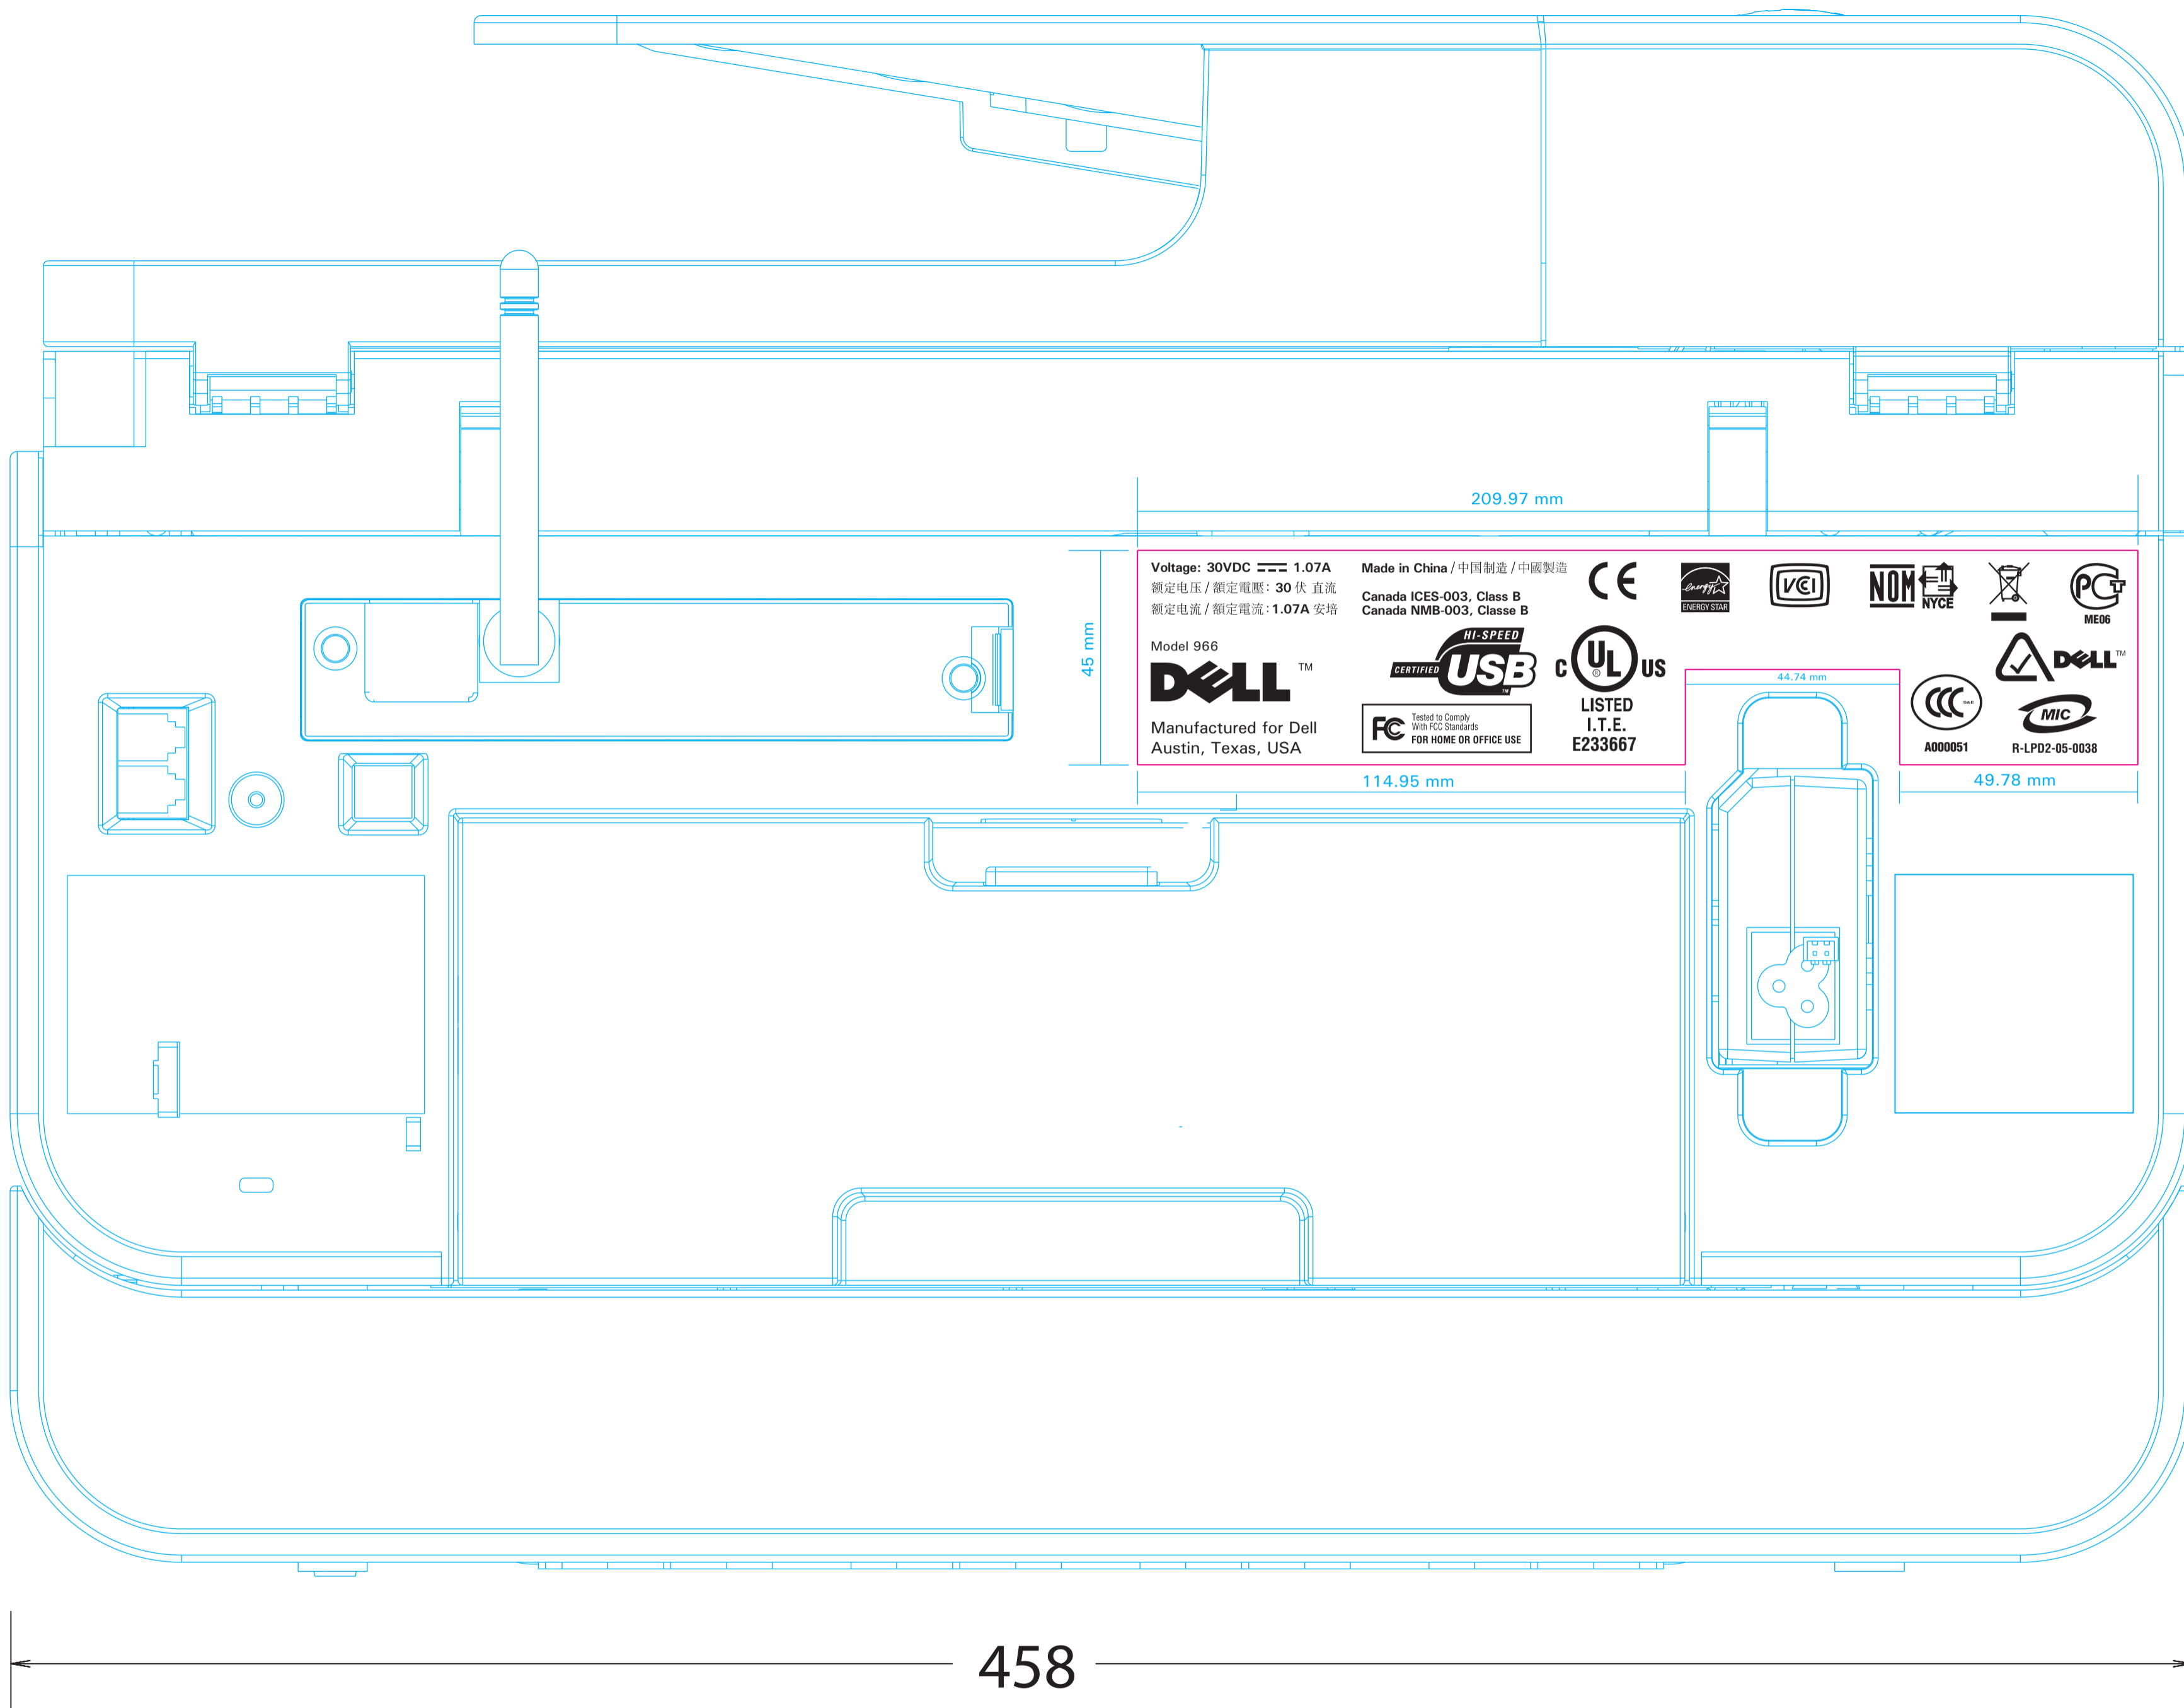 209.97 mm
Voltage: 30VDC 1.07A
额定电压 / 額定電壓: 30 伏 直流
额定电流 / 額定電流: 1.07A 安培
Model 966
DELL ™
Manufactured for Dell
Austin, Texas, USA
Made in China / 中国制造 / 中國製造
Canada ICES-003, Class B
Canada NMB-003, Classe B
HI-SPEED
CERTIFIED USB
TM
FC Tested to Comply
With FCC Standards
FOR HOME OR OFFICE USE
CE
C UL ® US
LISTED
I.T.E.
E233667
energy
ENERGY STAR
VCCI
NOM
NYCE
PCT
ME06
DELL™
CCC S&E
A000051
MIC
R-LPD2-05-0038
45 mm
44.74 mm
114.95 mm
49.78 mm
458